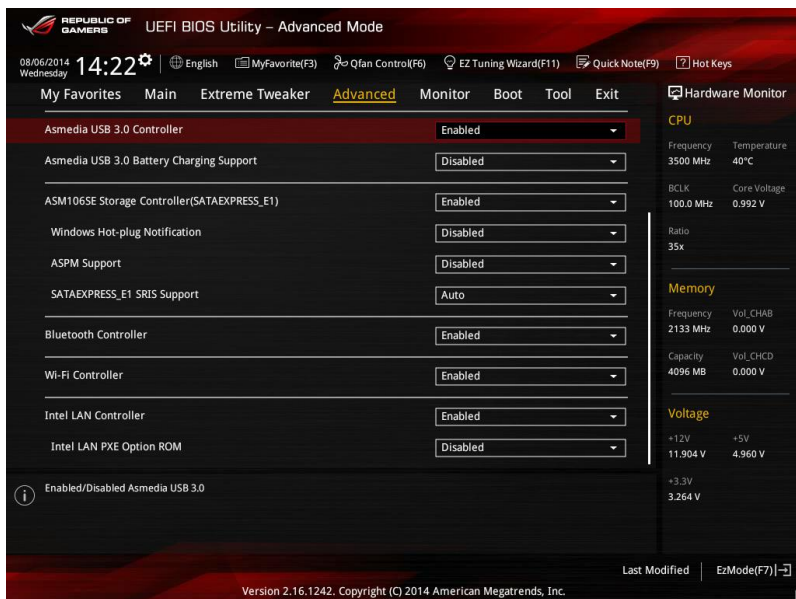 REPUBLIC OF GAMERS
UEFI BIOS Utility – Advanced Mode
08/06/2014
Wednesday
14:22
English
MyFavorite(F3)
Qfan Control(F6)
EZ Tuning Wizard(F11)
Quick Note(F9)
? Hot Keys
My Favorites
Main
Extreme Tweaker
Advanced
Monitor
Boot
Tool
Exit
Asmedia USB 3.0 Controller Enabled
Asmedia USB 3.0 Battery Charging Support Disabled
ASM106SE Storage Controller(SATAEXPRESS_E1) Enabled
Windows Hot-plug Notification Disabled
ASPM Support Disabled
SATAEXPRESS_E1 SRIS Support Auto
Bluetooth Controller Enabled
Wi-Fi Controller Enabled
Intel LAN Controller Enabled
Intel LAN PXE Option ROM Disabled
i Enabled/Disabled Asmedia USB 3.0
Hardware Monitor
CPU
Frequency Temperature
3500 MHz 40°C
BCLK Core Voltage
100.0 MHz 0.992 V
Ratio
35x
Memory
Frequency Vol_CHAB
2133 MHz 0.000 V
Capacity Vol_CHCD
4096 MB 0.000 V
Voltage
+12V +5V
11.904 V 4.960 V
+3.3V
3.264 V
Last Modified
EzMode(F7)
Version 2.16.1242. Copyright (C) 2014 American Megatrends, Inc.